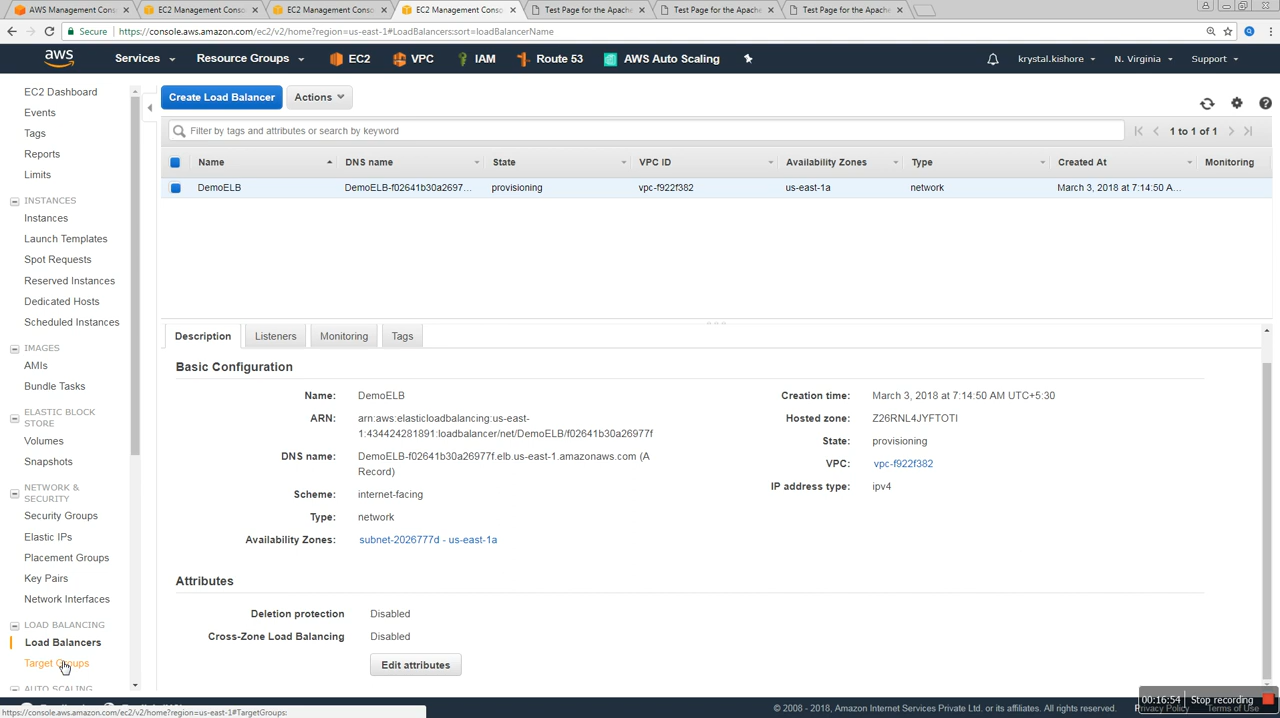 AWS Management Conso
EC2 Management Conso
EC2 Management Conso
EC2 Management Conso
Test Page for the Apache
Test Page for the Apache
Test Page for the Apache
Secure
https://console.aws.amazon.com/ec2/v2/home?region=us-east-1#LoadBalancers:sort=loadBalancerName
aws Services Resource Groups EC2 VPC IAM Route 53 AWS Auto Scaling krystal.kishore N. Virginia Support
EC2 Dashboard
Events
Tags
Reports
Limits
INSTANCES
Instances
Launch Templates
Spot Requests
Reserved Instances
Dedicated Hosts
Scheduled Instances
IMAGES
AMIs
Bundle Tasks
ELASTIC BLOCK
STORE
Volumes
Snapshots
NETWORK &
SECURITY
Security Groups
Elastic IPs
Placement Groups
Key Pairs
Network Interfaces
LOAD BALANCING
Load Balancers
Target Groups
AUTO SCALING
Create Load Balancer Actions
Filter by tags and attributes or search by keyword
1 to 1 of 1
Name DNS name State VPC ID Availability Zones Type Created At Monitoring
DemoELB DemoELB-f02641b30a2697... provisioning vpc-f922f382 us-east-1a network March 3, 2018 at 7:14:50 A...
Description Listeners Monitoring Tags
Basic Configuration
Name: DemoELB
ARN: arn:aws:elasticloadbalancing:us-east-
1:434424281891:loadbalancer/net/DemoELB/f02641b30a26977f
DNS name: DemoELB-f02641b30a26977f.elb.us-east-1.amazonaws.com (A
Record)
Scheme: internet-facing
Type: network
Availability Zones: subnet-2026777d - us-east-1a
Creation time: March 3, 2018 at 7:14:50 AM UTC+5:30
Hosted zone: Z26RNL4JYFTOTI
State: provisioning
VPC: vpc-f922f382
IP address type: ipv4
Attributes
Deletion protection Disabled
Cross-Zone Load Balancing Disabled
Edit attributes
00:16:54 Stop recording
© 2008 - 2018, Amazon Internet Services Private Ltd. or its affiliates. All rights reserved. Privacy Policy Terms of Use
https://console.aws.amazon.com/ec2/v2/home?region=us-east-1#TargetGroups: